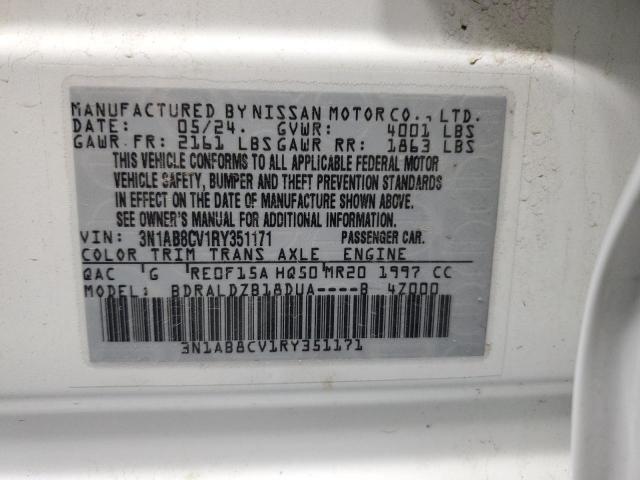 MANUFACTURED BY NISSAN MOTOR CO., LTD.
DATE: 05/24. GVWR: 4001 LBS
GAWR FR: 2161 LBS GAWR RR: 1863 LBS
THIS VEHICLE CONFORMS TO ALL APPLICABLE FEDERAL MOTOR
VEHICLE SAFETY, BUMPER AND THEFT PREVENTION STANDARDS
IN EFFECT ON THE DATE OF MANUFACTURE SHOWN ABOVE.
SEE OWNER'S MANUAL FOR ADDITIONAL INFORMATION.
VIN: 3N1AB8CV1RY351171 PASSENGER CAR.
COLOR TRIM TRANS AXLE ENGINE
QAC 'G 'RE0F15A HQ50 MR20 1997 CC
MODEL: BDRALDZB18DUA----B 4Z000
3N1AB8CV1RY351171